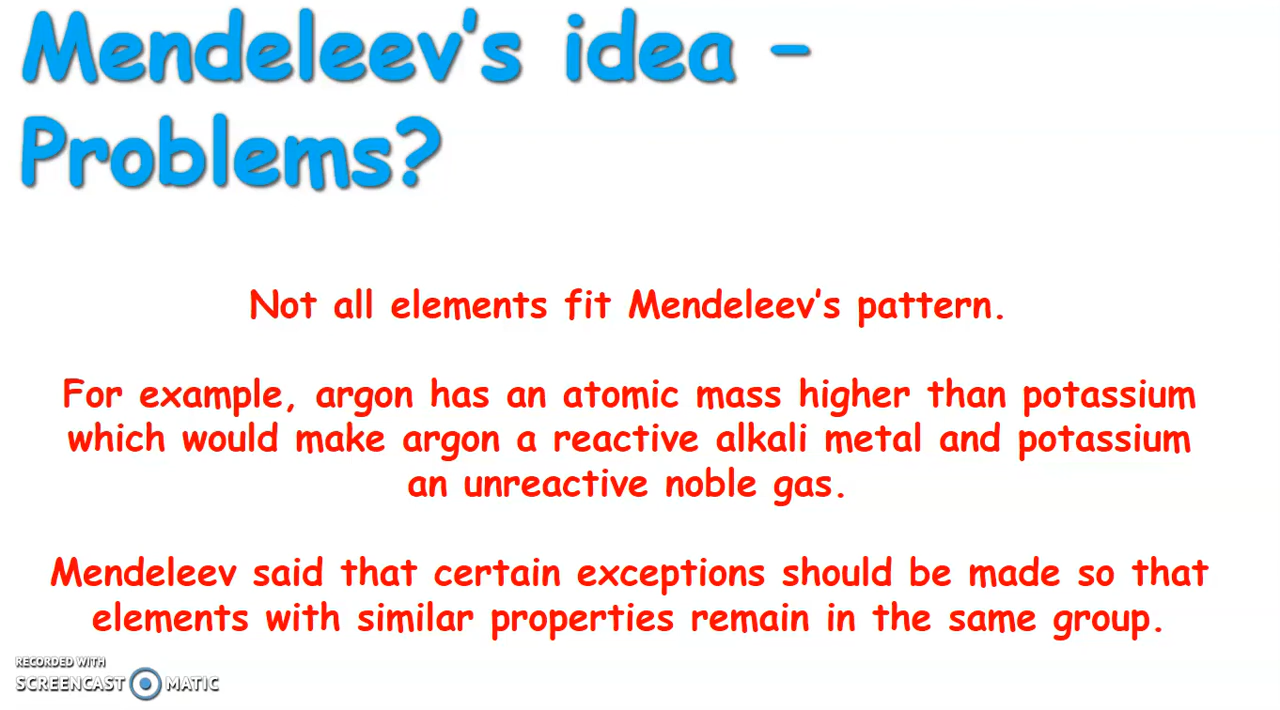 Mendeleev's idea –
Problems?
Not all elements fit Mendeleev's pattern.
For example, argon has an atomic mass higher than potassium
which would make argon a reactive alkali metal and potassium
an unreactive noble gas.
Mendeleev said that certain exceptions should be made so that
elements with similar properties remain in the same group.
RECORDED WITH
SCREENCAST MATIC